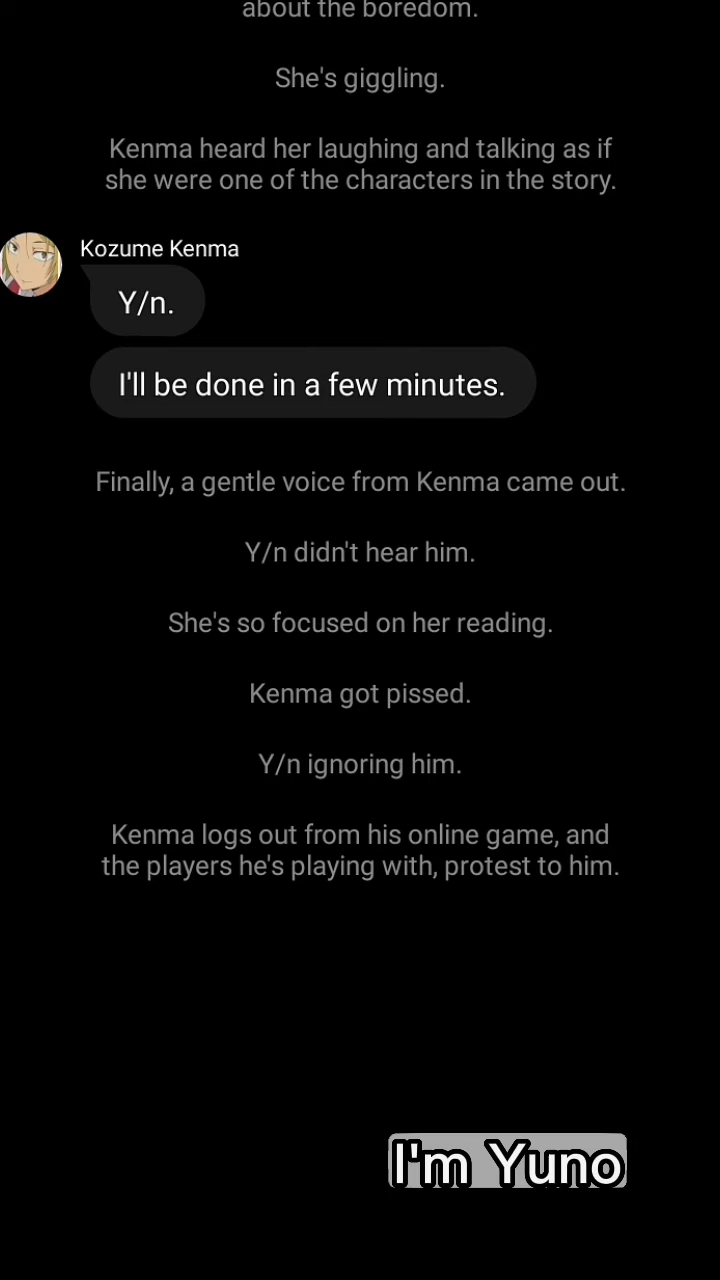 about the boredom.
She's giggling.
Kenma heard her laughing and talking as if
she were one of the characters in the story.
Kozume Kenma
Y/n.
I'll be done in a few minutes.
Finally, a gentle voice from Kenma came out.
Y/n didn't hear him.
She's so focused on her reading.
Kenma got pissed.
Y/n ignoring him.
Kenma logs out from his online game, and
the players he's playing with, protest to him.
I'm Yuno